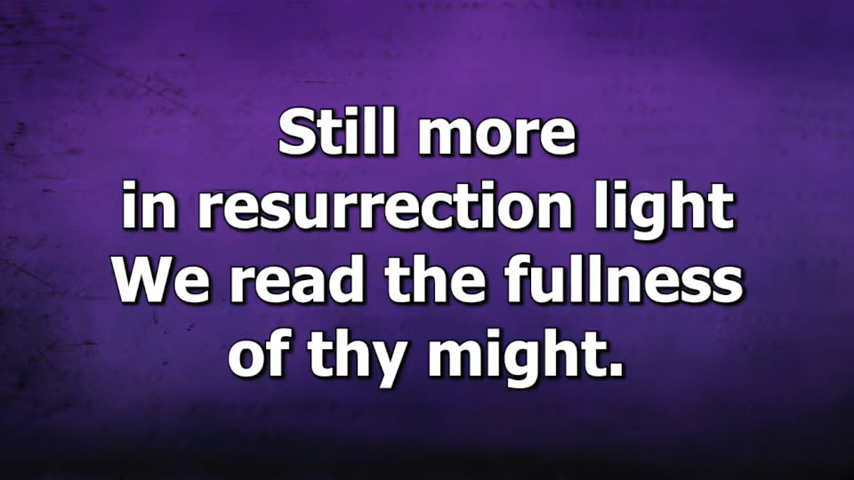 Still more
in resurrection light
We read the fullness
of thy might.